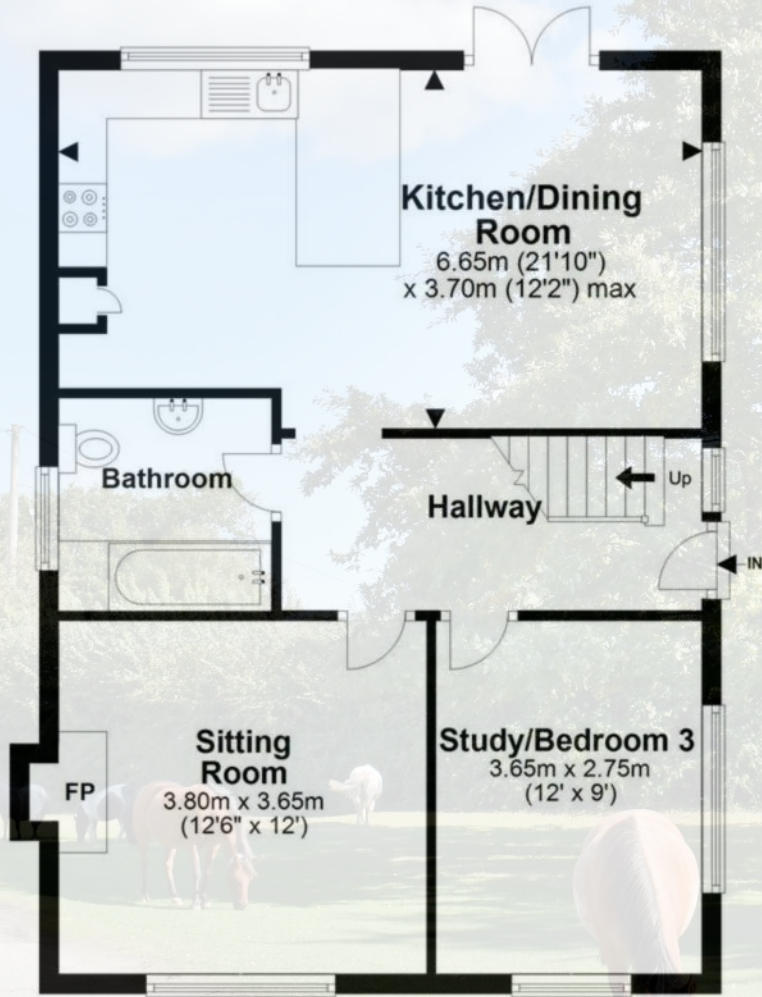 Kitchen/Dining
Room
6.65m (21'10")
x 3.70m (12'2") max
Bathroom
Hallway
Up
IN
Sitting
Room
3.80m x 3.65m
(12'6" x 12')
FP
Study/Bedroom 3
3.65m x 2.75m
(12' x 9')